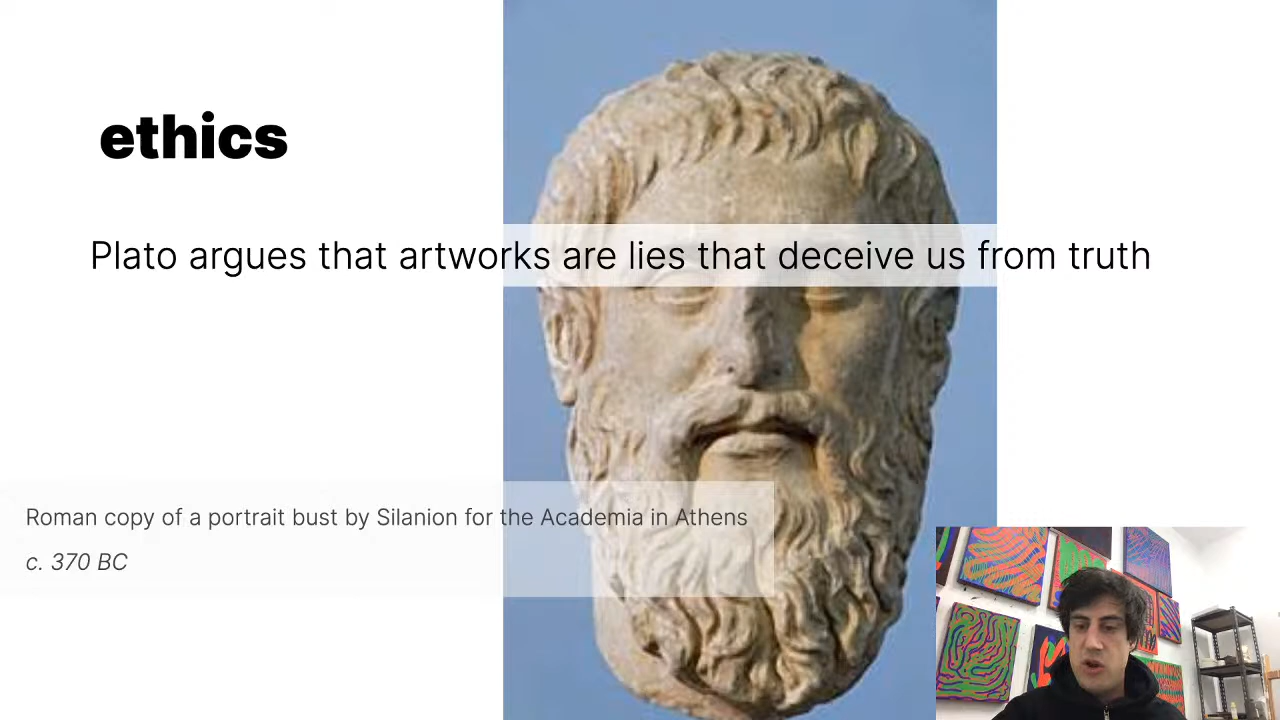 ethics
Plato argues that artworks are lies that deceive us from truth
Roman copy of a portrait bust by Silanion for the Academia in Athens
c. 370 BC